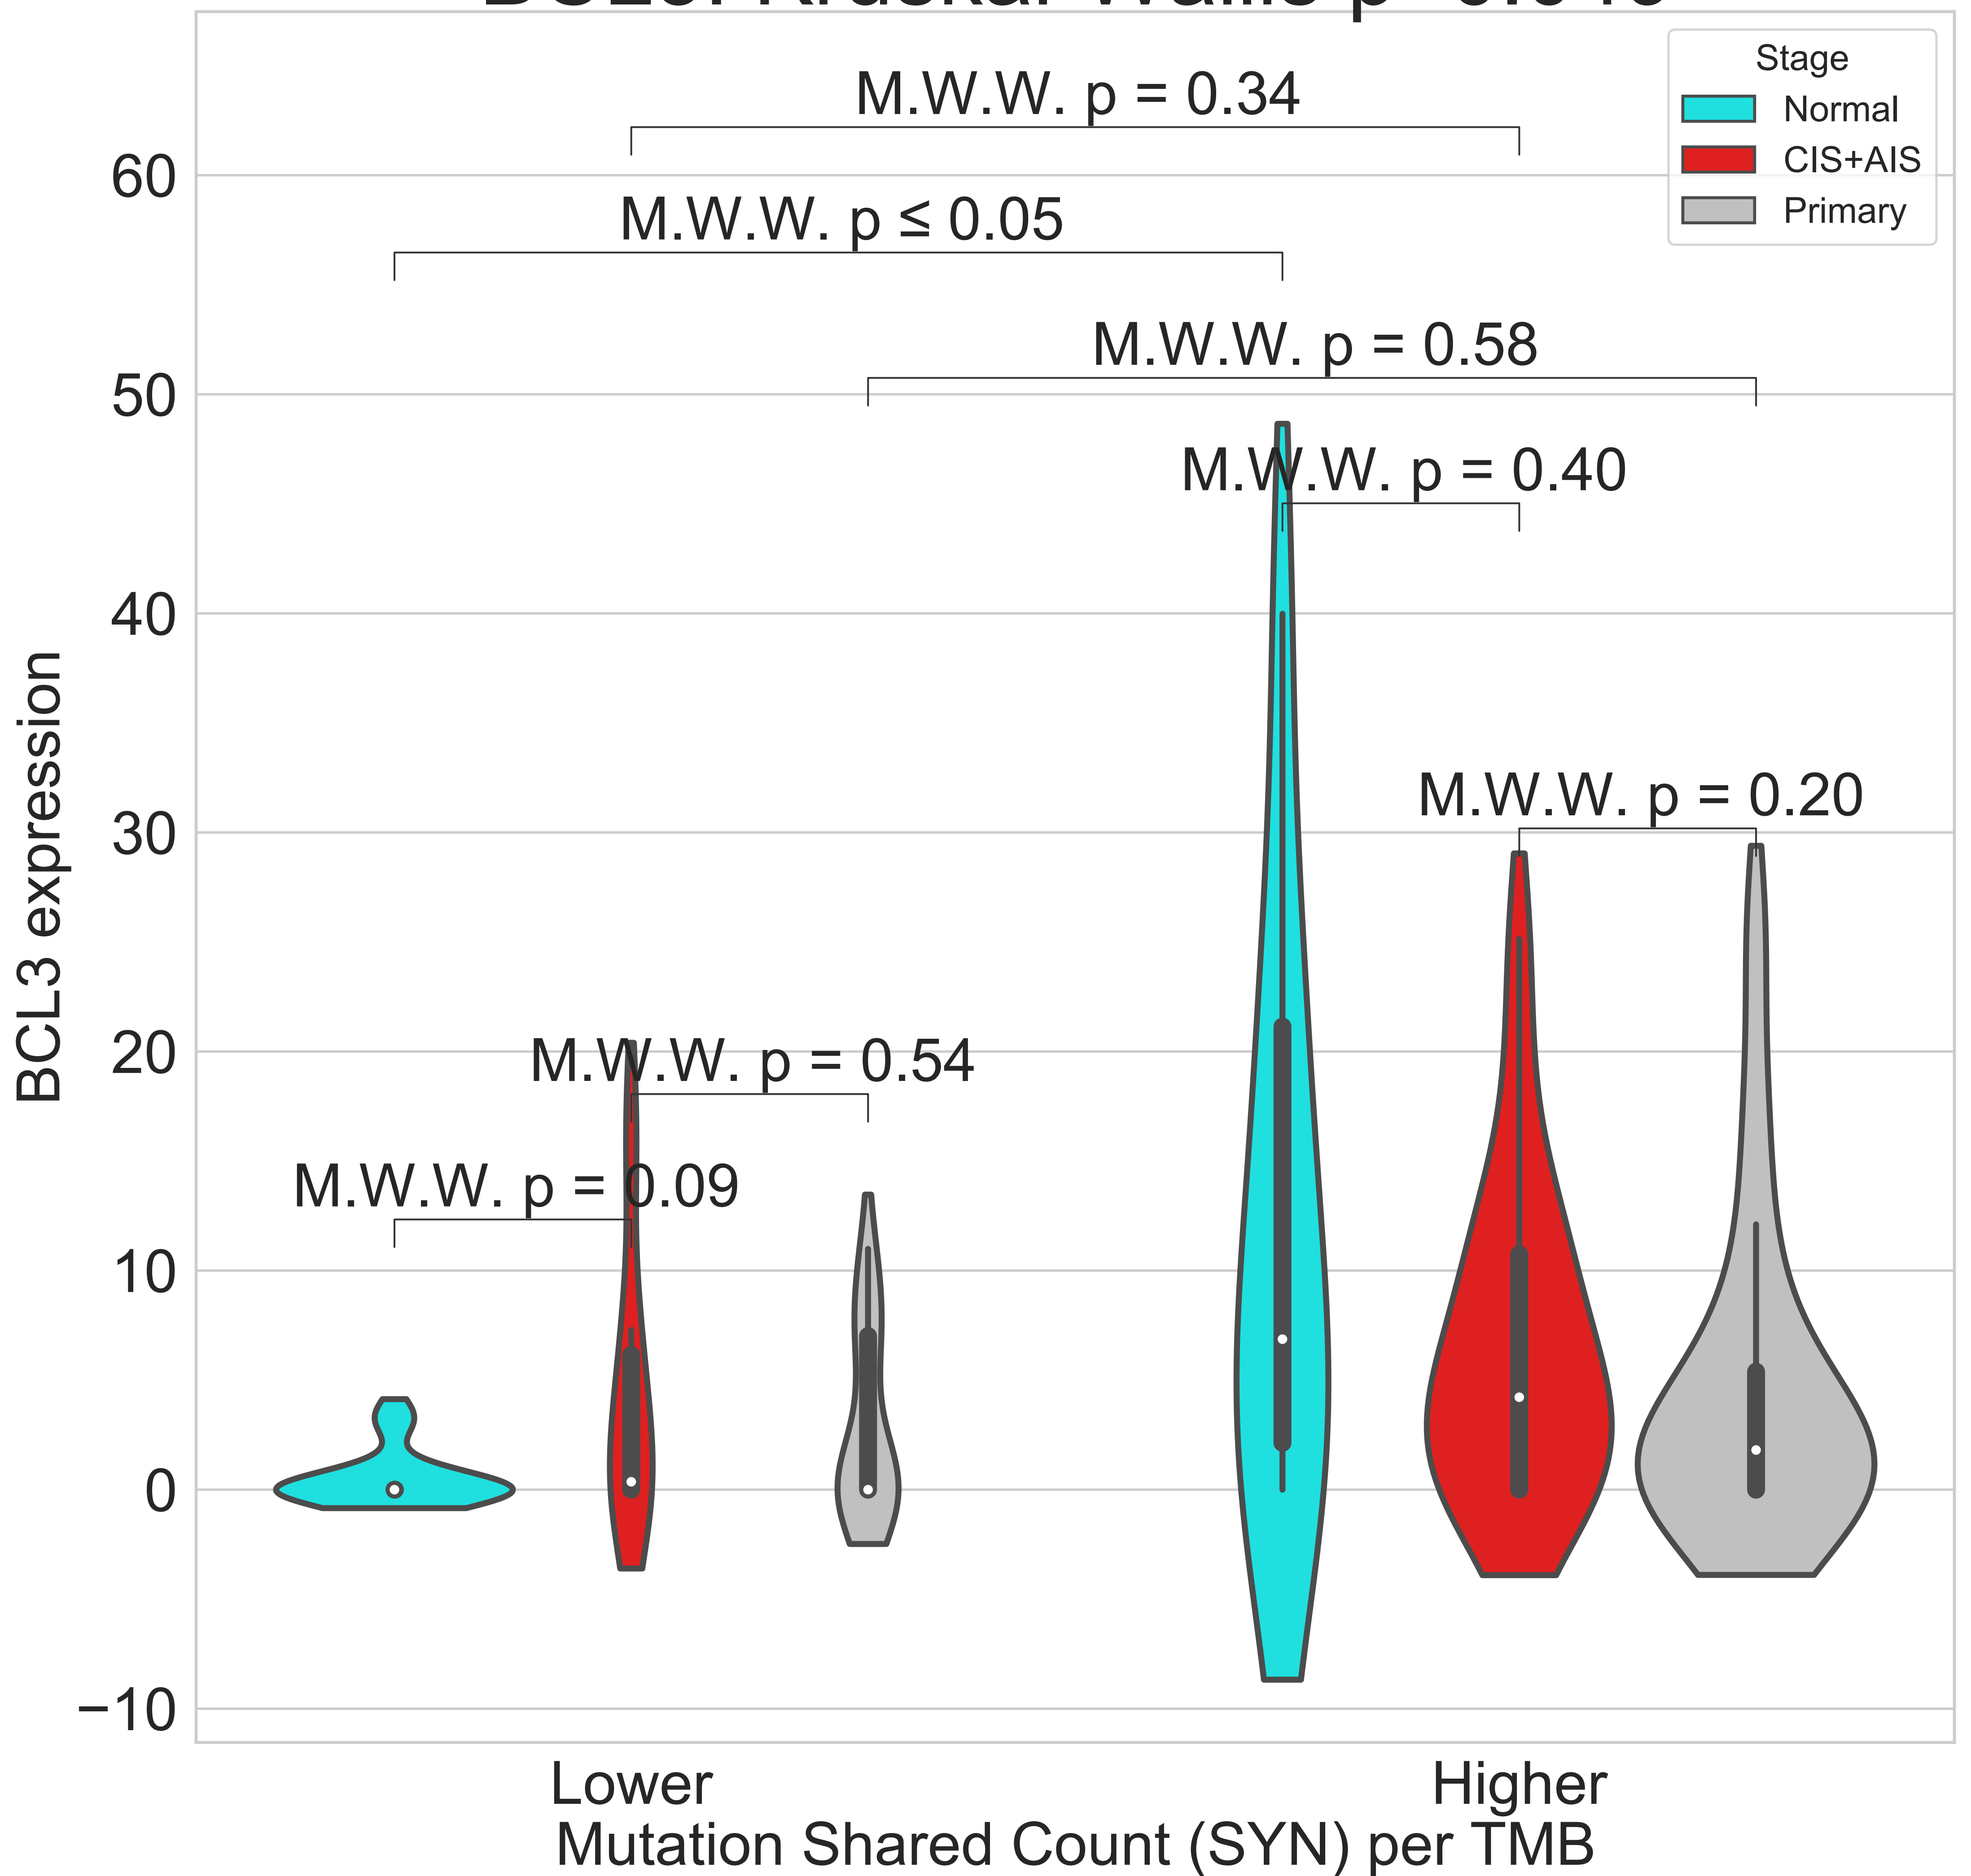 Stage
Normal
CIS+AIS
Primary
M.W.W. p = 0.34
M.W.W. p ≤ 0.05
M.W.W. p = 0.58
M.W.W. p = 0.40
M.W.W. p = 0.20
M.W.W. p = 0.54
M.W.W. p = 0.09
BCL3 expression
60
50
40
30
20
10
0
−10
Lower
Higher
Mutation Shared Count (SYN) per TMB